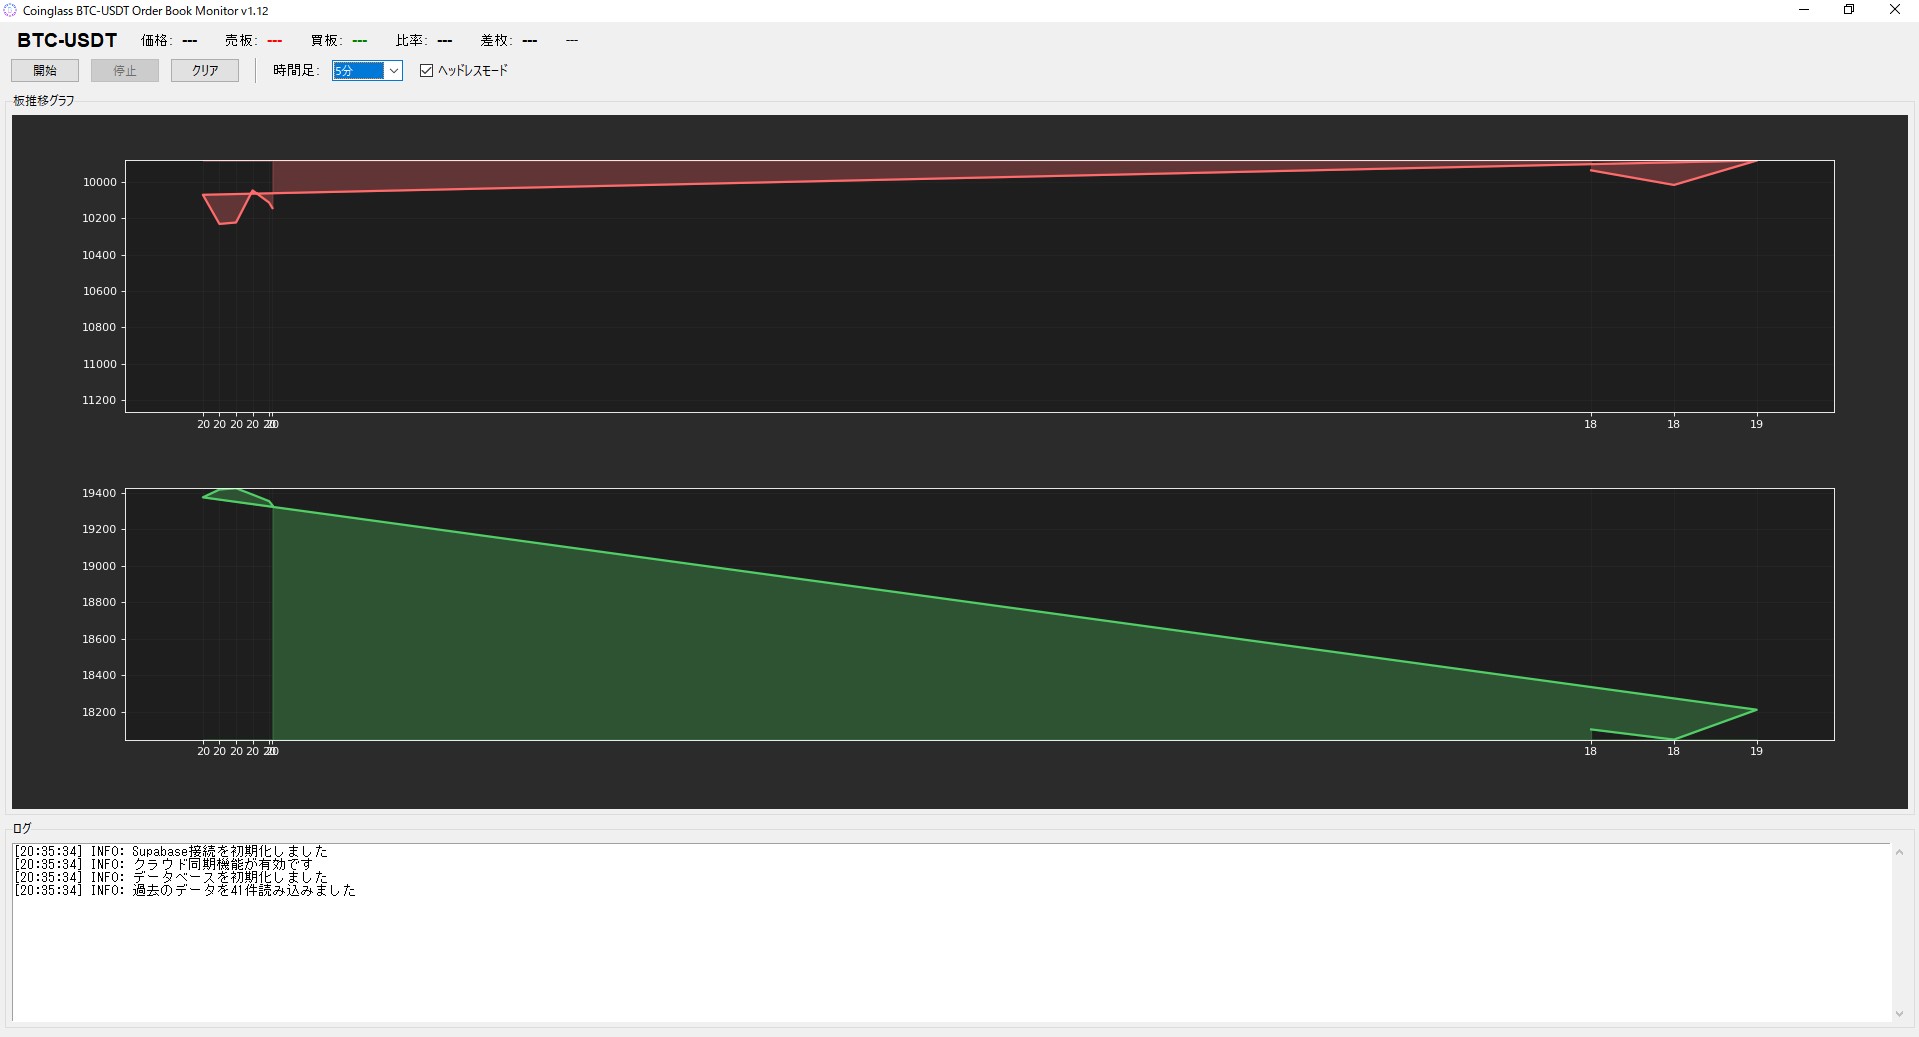 Coinglass BTC-USDT Order Book Monitor v1.12
BTC-USDT 価格: --- 売板: --- 買板: --- 比率: --- 差枚: --- ---
開始 停止 クリア 時間足: 5分 ヘッドレスモード
板推移グラフ
10000
10200
10400
10600
10800
11000
11200
20 20 20 20 20 20 18 18 19
19400
19200
19000
18800
18600
18400
18200
20 20 20 20 20 20 18 18 19
ログ
[20:35:34] INFO: Supabase接続を初期化しました
[20:35:34] INFO: クラウド同期機能が有効です
[20:35:34] INFO: データベースを初期化しました
[20:35:34] INFO: 過去のデータを41件読み込みました